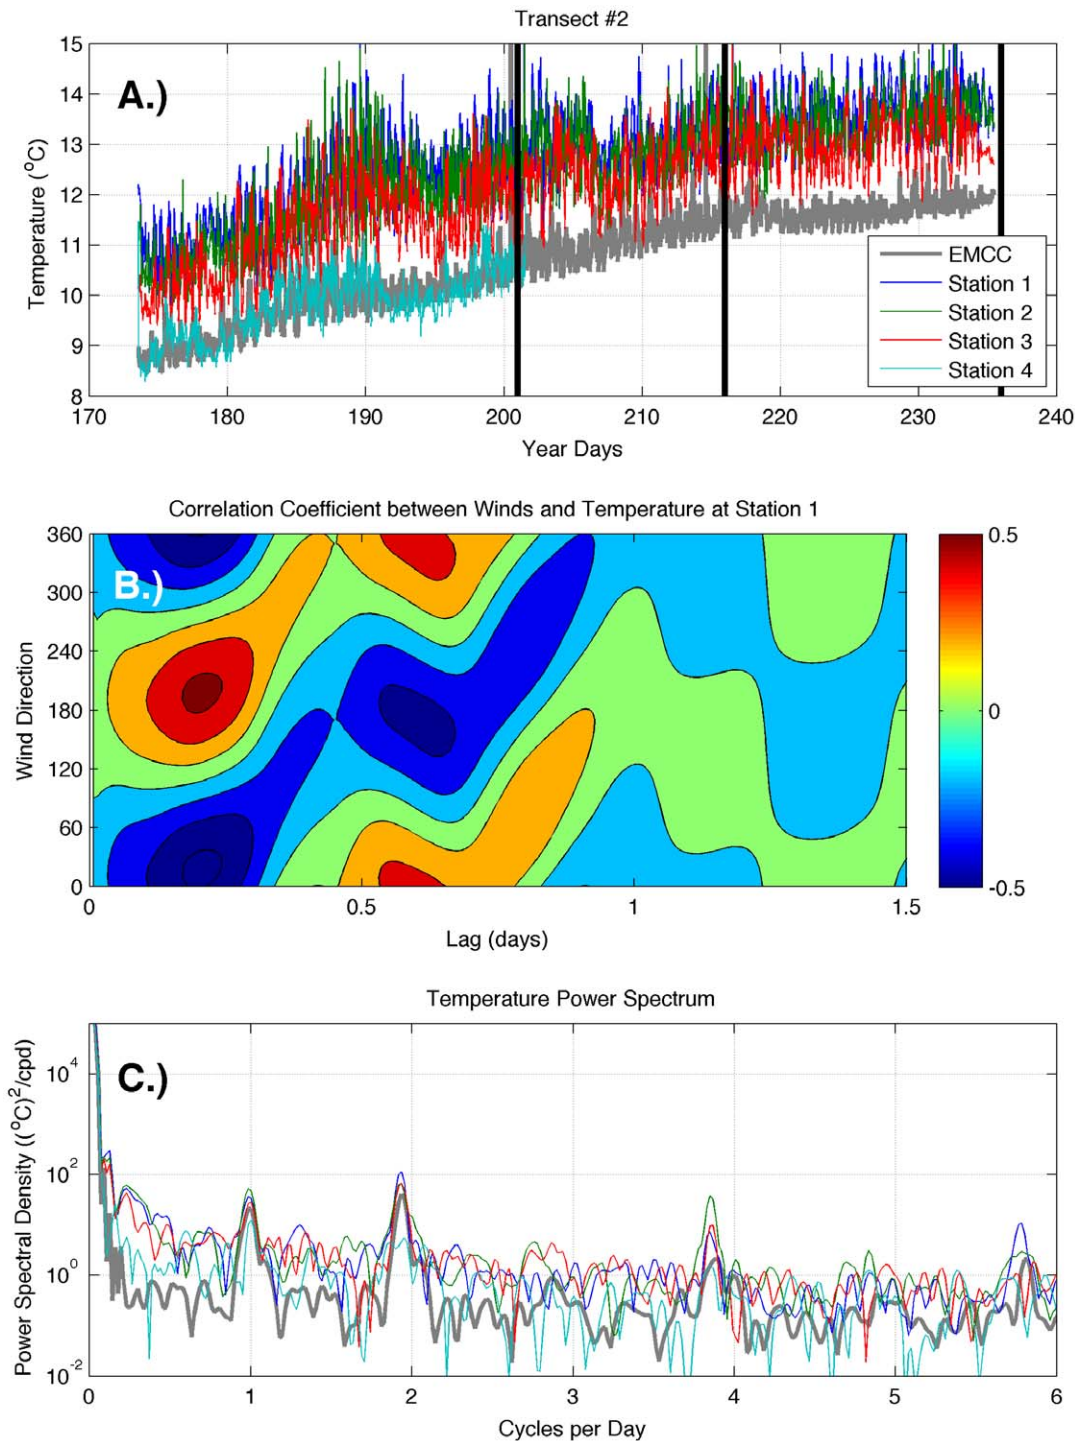 Transect #2
A.)
15
14
13
12
11
10
9
8
Temperature (°C)
170 180 190 200 210 220 230 240
Year Days
EMCC
Station 1
Station 2
Station 3
Station 4
Correlation Coefficient between Winds and Temperature at Station 1
B.)
360
300
240
180
120
60
0
Wind Direction
0 0.5 1 1.5
Lag (days)
0.5
0
-0.5
Temperature Power Spectrum
C.)
10^4
10^2
10^0
10^-2
Power Spectral Density ((°C)^2/cpd)
0 1 2 3 4 5 6
Cycles per Day